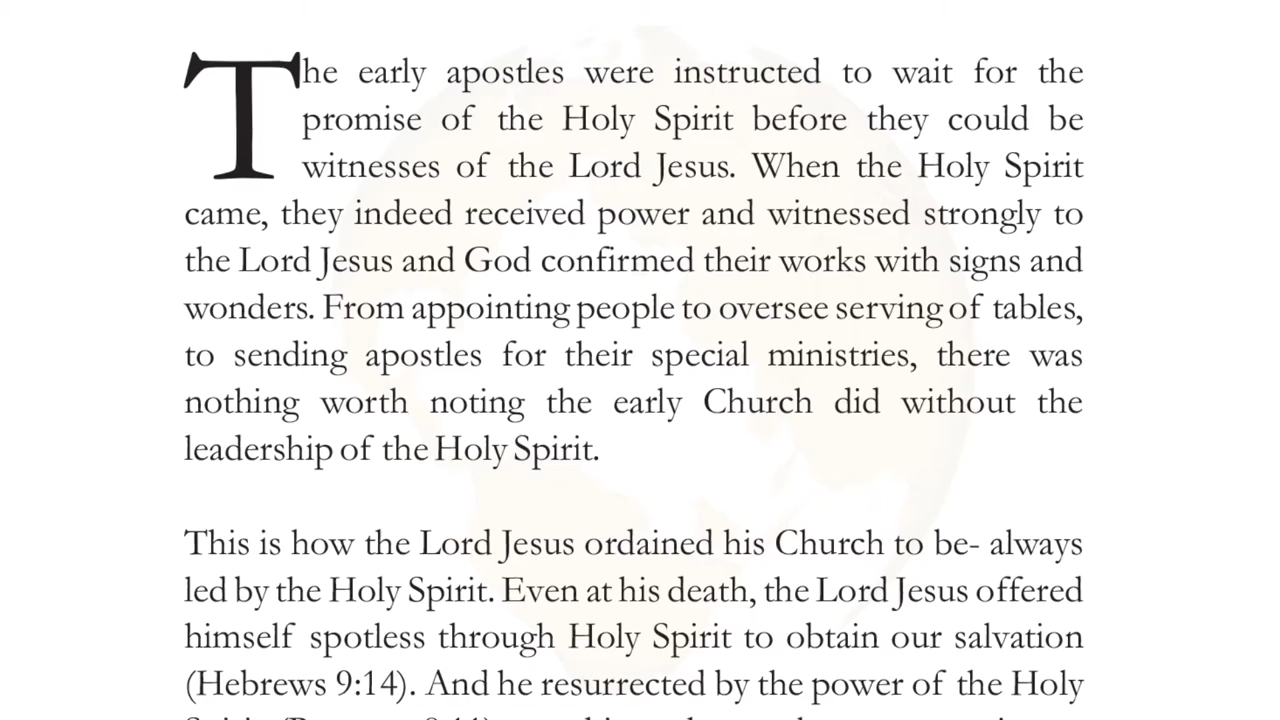 The early apostles were instructed to wait for the
promise of the Holy Spirit before they could be
witnesses of the Lord Jesus. When the Holy Spirit
came, they indeed received power and witnessed strongly to
the Lord Jesus and God confirmed their works with signs and
wonders. From appointing people to oversee serving of tables,
to sending apostles for their special ministries, there was
nothing worth noting the early Church did without the
leadership of the Holy Spirit.
This is how the Lord Jesus ordained his Church to be- always
led by the Holy Spirit. Even at his death, the Lord Jesus offered
himself spotless through Holy Spirit to obtain our salvation
(Hebrews 9:14). And he resurrected by the power of the Holy